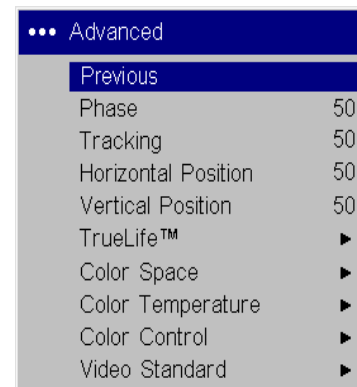 ••• Advanced
Previous
Phase 50
Tracking 50
Horizontal Position 50
Vertical Position 50
TrueLife™
Color Space
Color Temperature
Color Control
Video Standard